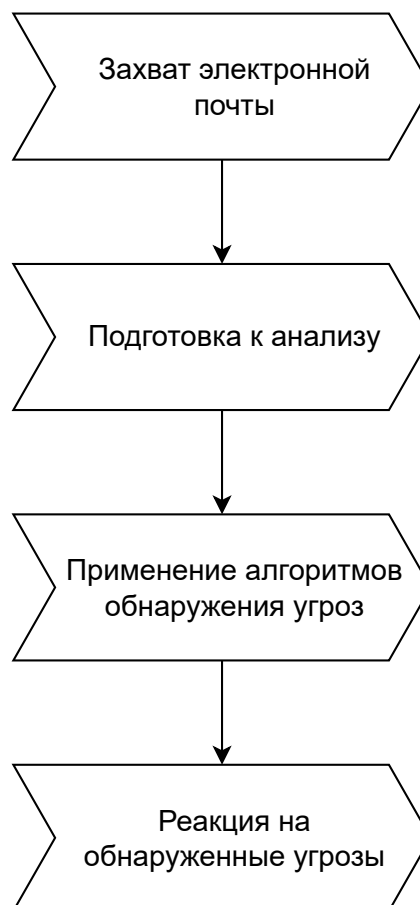 Захват электронной
почты
Подготовка к анализу
Применение алгоритмов
обнаружения угроз
Реакция на
обнаруженные угрозы